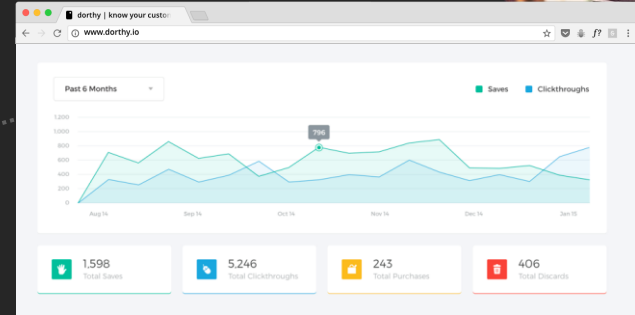 dorthy | know your custo
www.dorthy.io
f?
S
Past 6 Months
Saves
Clickthroughs
1,200
1,000
800
600
400
200
0
796
Aug 14
Sep 14
Oct 14
Nov 14
Dec 14
Jan 15
1,598
Total Saves
5,246
Total Clickthroughs
243
Total Purchases
406
Total Discards